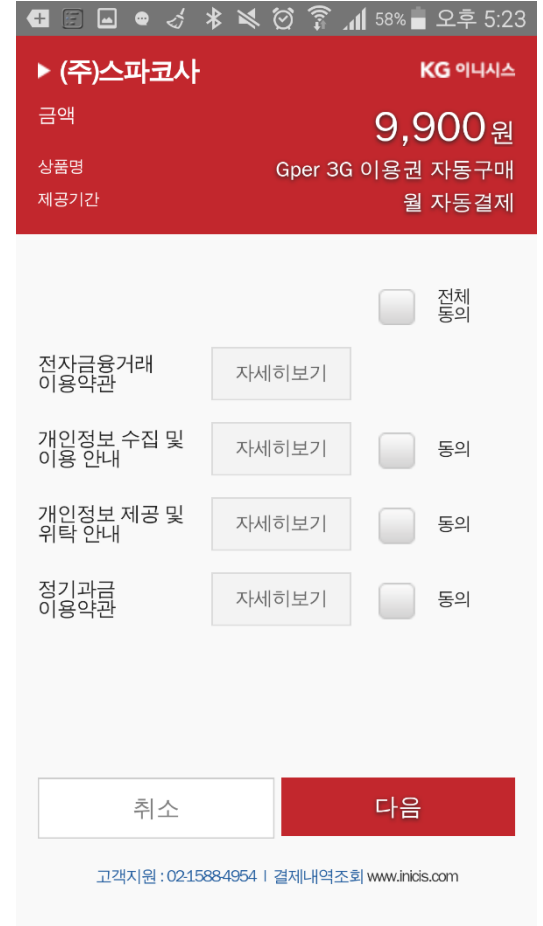 58% 오후 5:23
(주)스파코사 KG 이니시스
금액 9,900 원
상품명 Gper 3G 이용권 자동구매
제공기간 월 자동결제
전체
동의
전자금융거래
이용약관
자세히보기
개인정보 수집 및
이용 안내
자세히보기 동의
개인정보 제공 및
위탁 안내
자세히보기 동의
정기과금
이용약관
자세히보기 동의
취소 다음
고객지원 : 02-1588-4954 | 결제내역조회 www.inicis.com